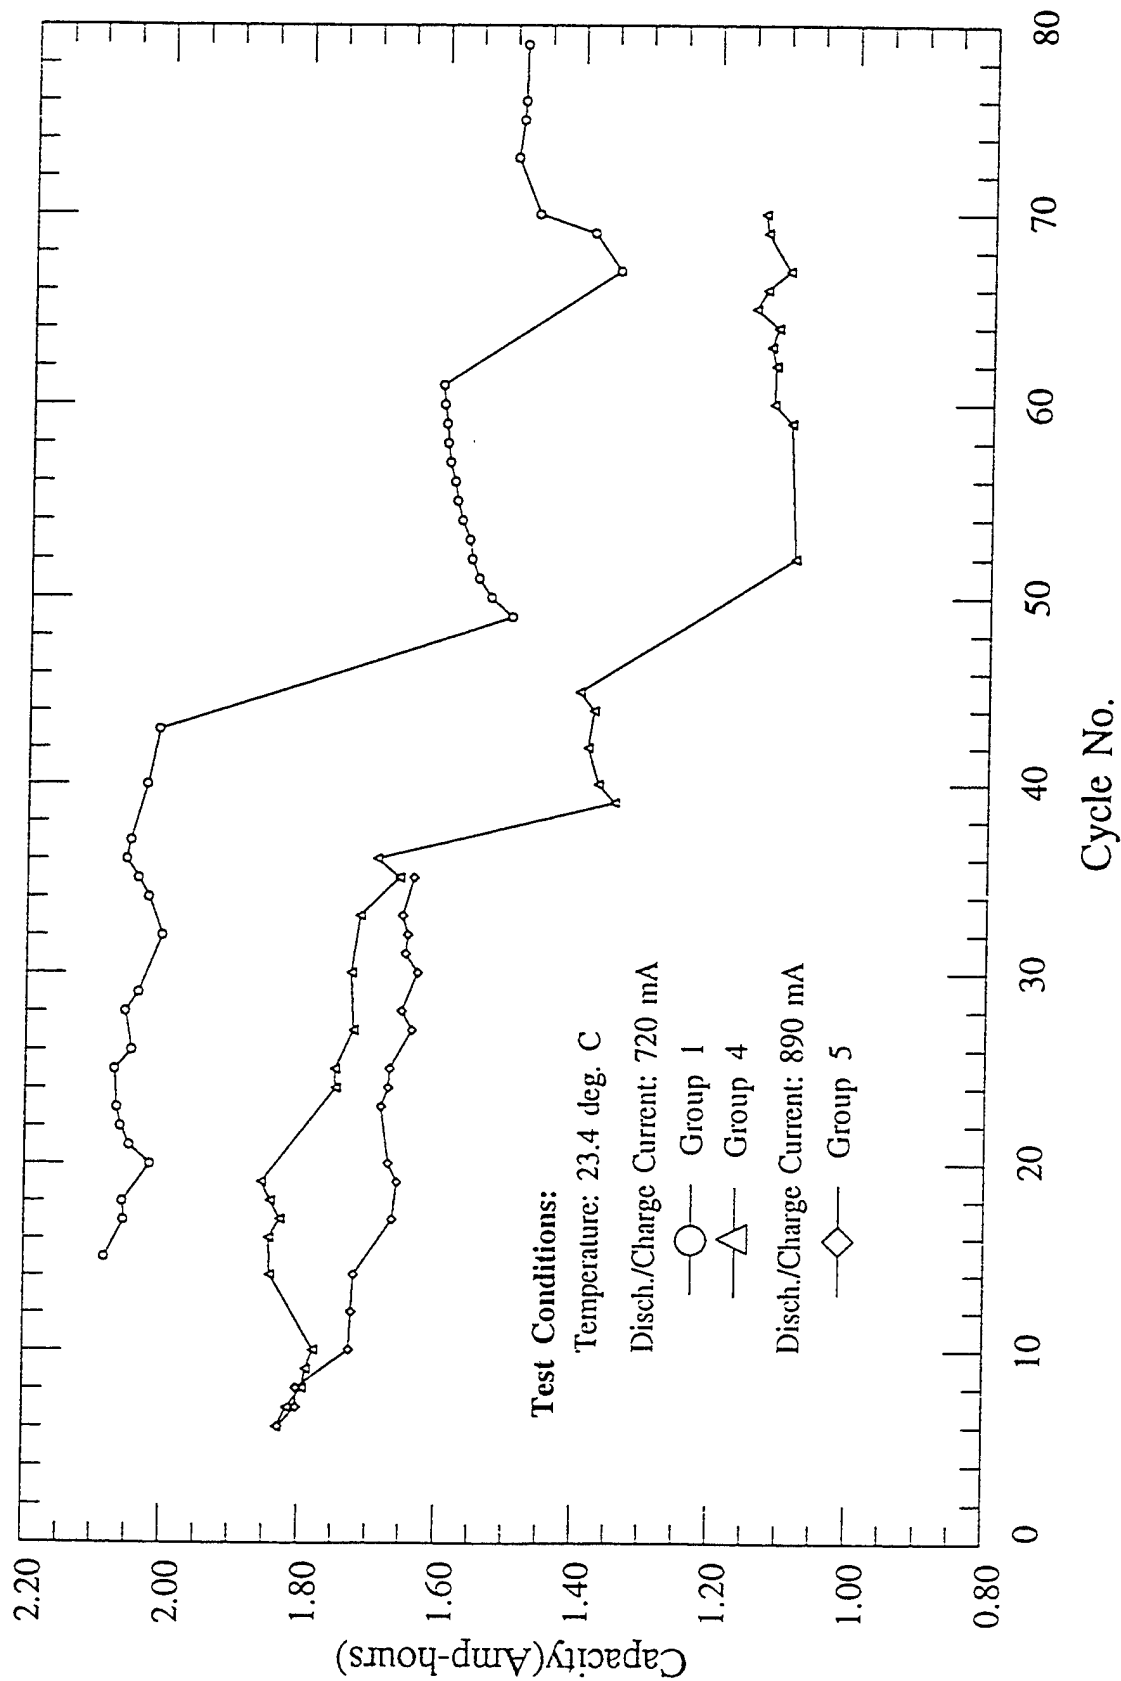 Capacity(Amp-hours)
2.20
2.00
1.80
1.60
1.40
1.20
1.00
0.80
Test Conditions:
Temperature: 23.4 deg. C
Disch./Charge Current: 720 mA
Group 1
Group 4
Disch./Charge Current: 890 mA
Group 5
0
10
20
30
40
50
60
70
80
Cycle No.